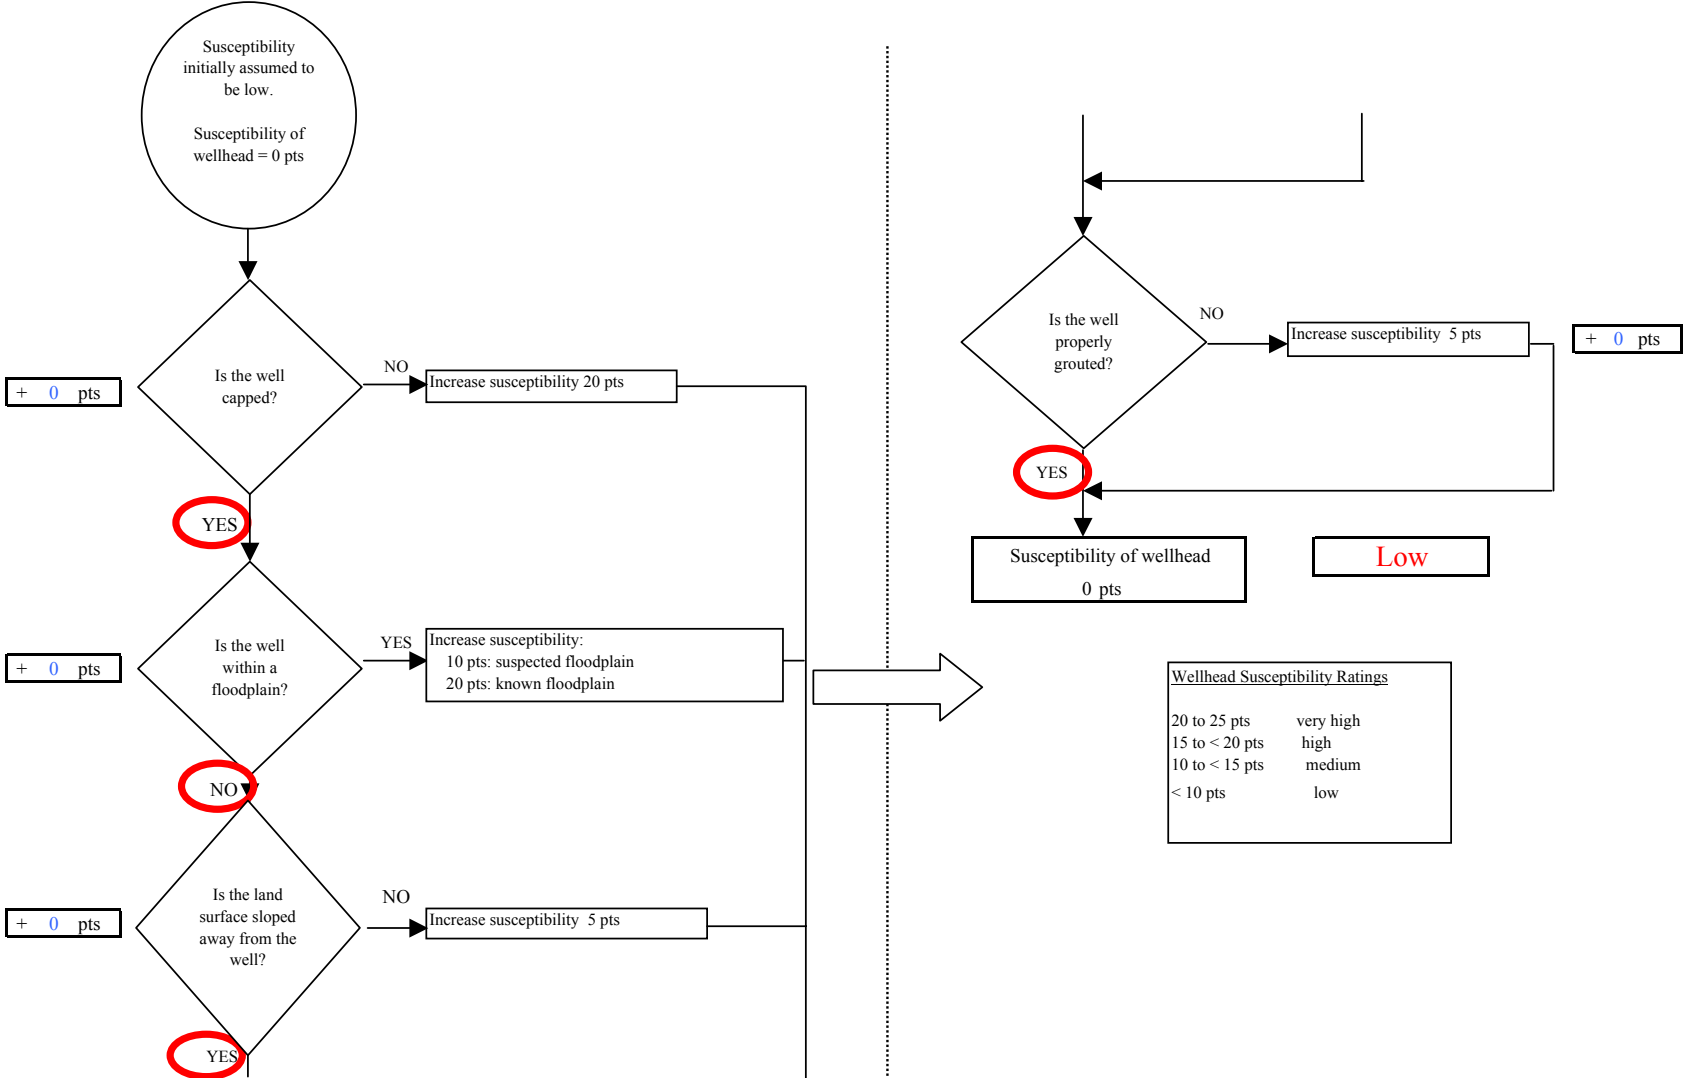 Susceptibility
initially assumed to
be low.
Susceptibility of
wellhead = 0 pts
Is the well
capped?
NO
Increase susceptibility 20 pts
+ 0 pts
YES
Is the well
within a
floodplain?
YES
Increase susceptibility:
10 pts: suspected floodplain
20 pts: known floodplain
+ 0 pts
NO
Is the land
surface sloped
away from the
well?
NO
Increase susceptibility 5 pts
+ 0 pts
YES
Is the well
properly
grouted?
NO
Increase susceptibility 5 pts
+ 0 pts
YES
Susceptibility of wellhead
0 pts
Low
Wellhead Susceptibility Ratings
20 to 25 pts very high
15 to < 20 pts high
10 to < 15 pts medium
< 10 pts low